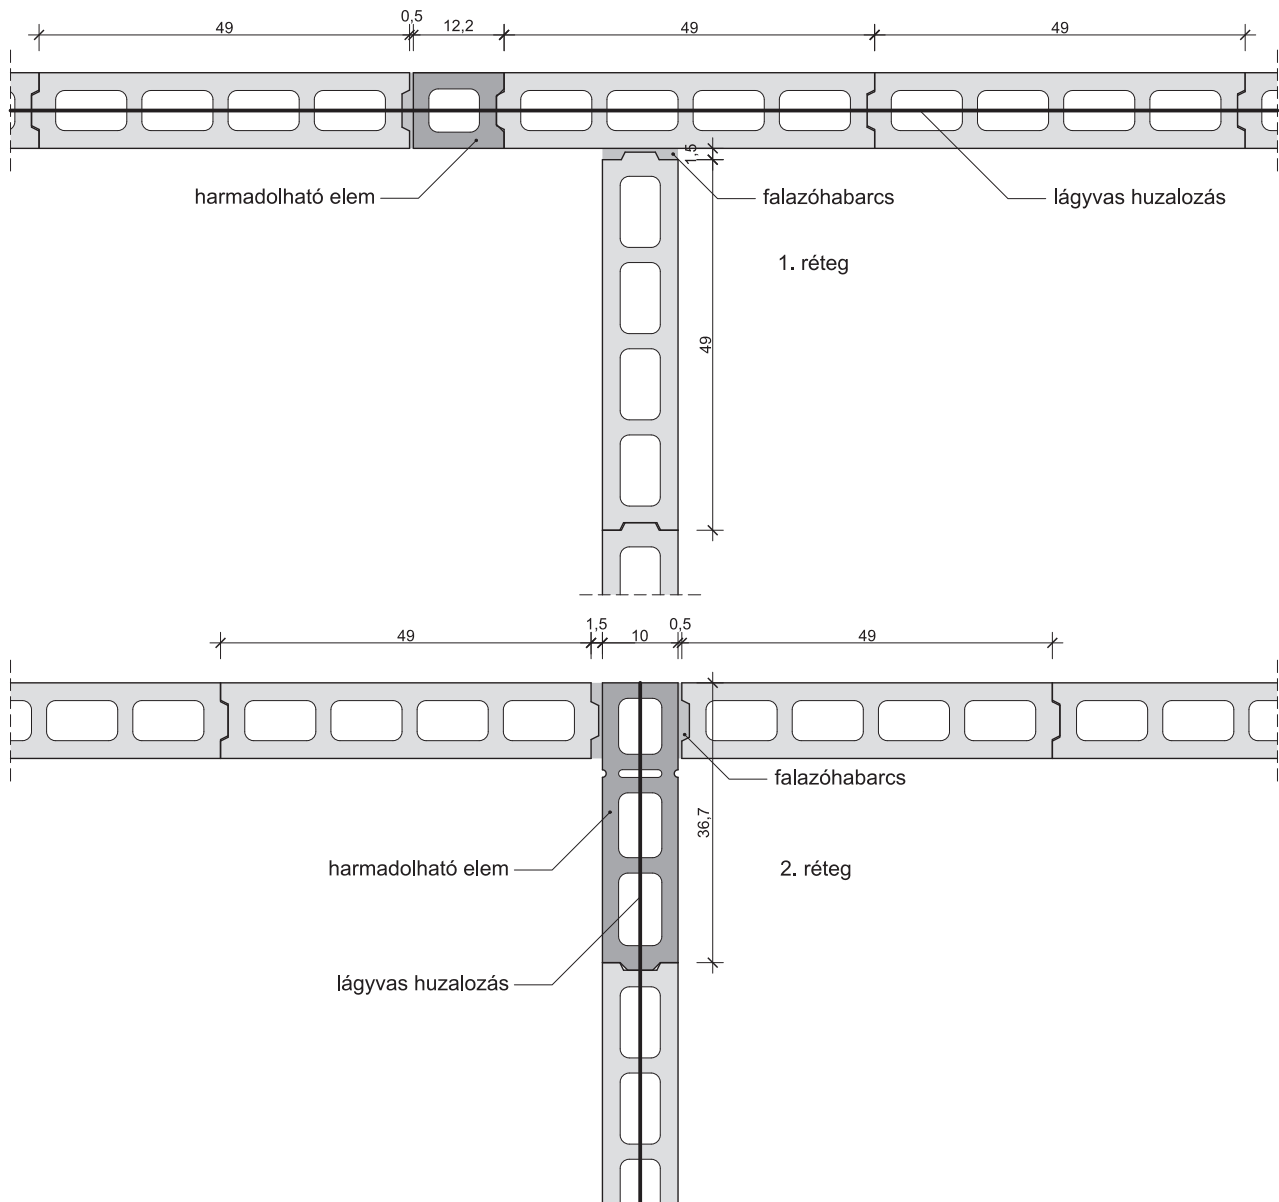 49
0,5
12,2
49
49
1,5
harmadolható elem
falazóhabarcs
lágyvas huzalozás
1. réteg
49
49
1,5
10
0,5
49
falazóhabarcs
36,7
harmadolható elem
2. réteg
lágyvas huzalozás